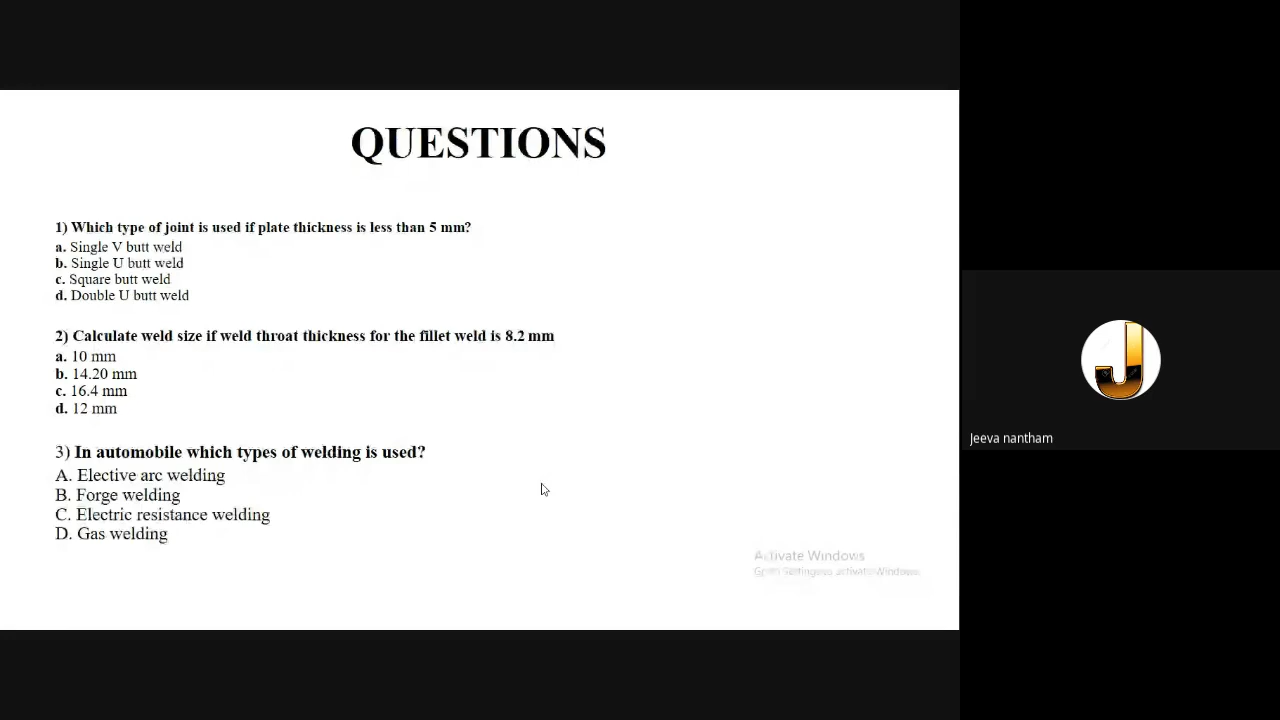 QUESTIONS
1) Which type of joint is used if plate thickness is less than 5 mm?
a. Single V butt weld
b. Single U butt weld
c. Square butt weld
d. Double U butt weld
2) Calculate weld size if weld throat thickness for the fillet weld is 8.2 mm
a. 10 mm
b. 14.20 mm
c. 16.4 mm
d. 12 mm
3) In automobile which types of welding is used?
A. Elective arc welding
B. Forge welding
C. Electric resistance welding
D. Gas welding
Activate Windows
J
Jeeva nantham